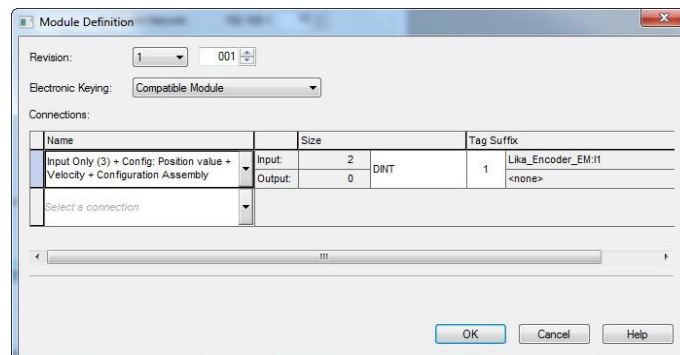 Module Definition
Revision:
1
001
Electronic Keying:
Compatible Module
Connections:
Name
Size
Tag Suffix
Input Only (3) + Config: Position value +
Velocity + Configuration Assembly
Input:
2
DINT
1
Lika_Encoder_EM:I1
Output:
0
<none>
Select a connection
OK
Cancel
Help